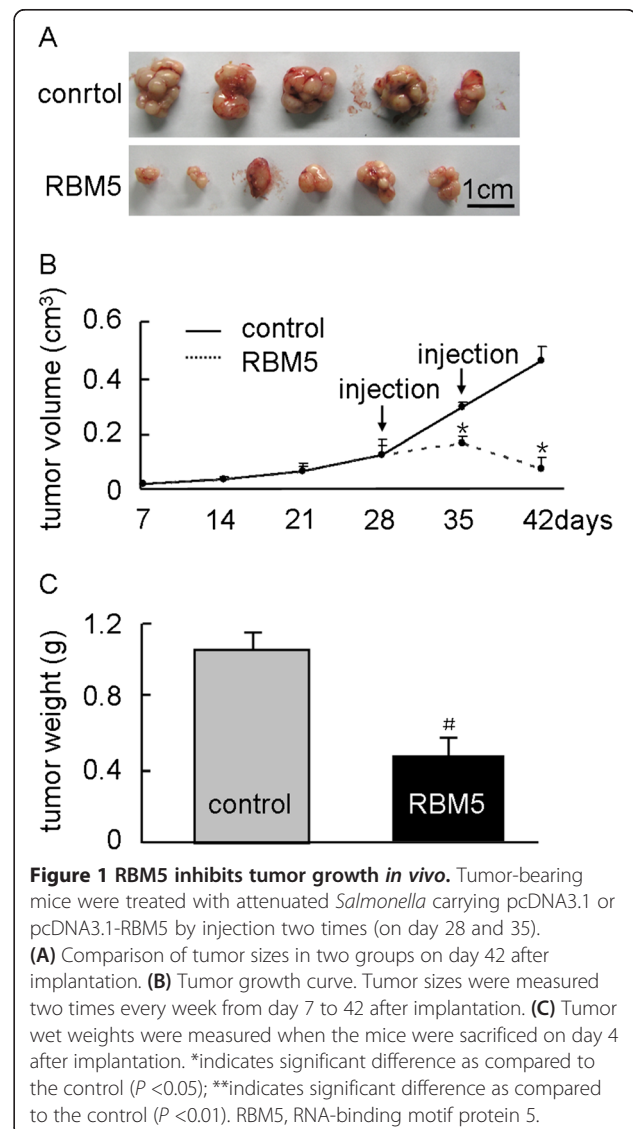 A
conrtol
RBM5
1cm
B
tumor volume (cm³)
0.6
0.4
0.2
0
control
RBM5
injection
injection
*
*
7 14 21 28 35 42days
C
tumor weight (g)
1.2
0.8
0.4
0
#
control
RBM5
Figure 1 RBM5 inhibits tumor growth in vivo. Tumor-bearing
mice were treated with attenuated Salmonella carrying pcDNA3.1 or
pcDNA3.1-RBM5 by injection two times (on day 28 and 35).
(A) Comparison of tumor sizes in two groups on day 42 after
implantation. (B) Tumor growth curve. Tumor sizes were measured
two times every week from day 7 to 42 after implantation. (C) Tumor
wet weights were measured when the mice were sacrificed on day 4
after implantation. *indicates significant difference as compared to
the control (P <0.05); **indicates significant difference as compared
to the control (P <0.01). RBM5, RNA-binding motif protein 5.